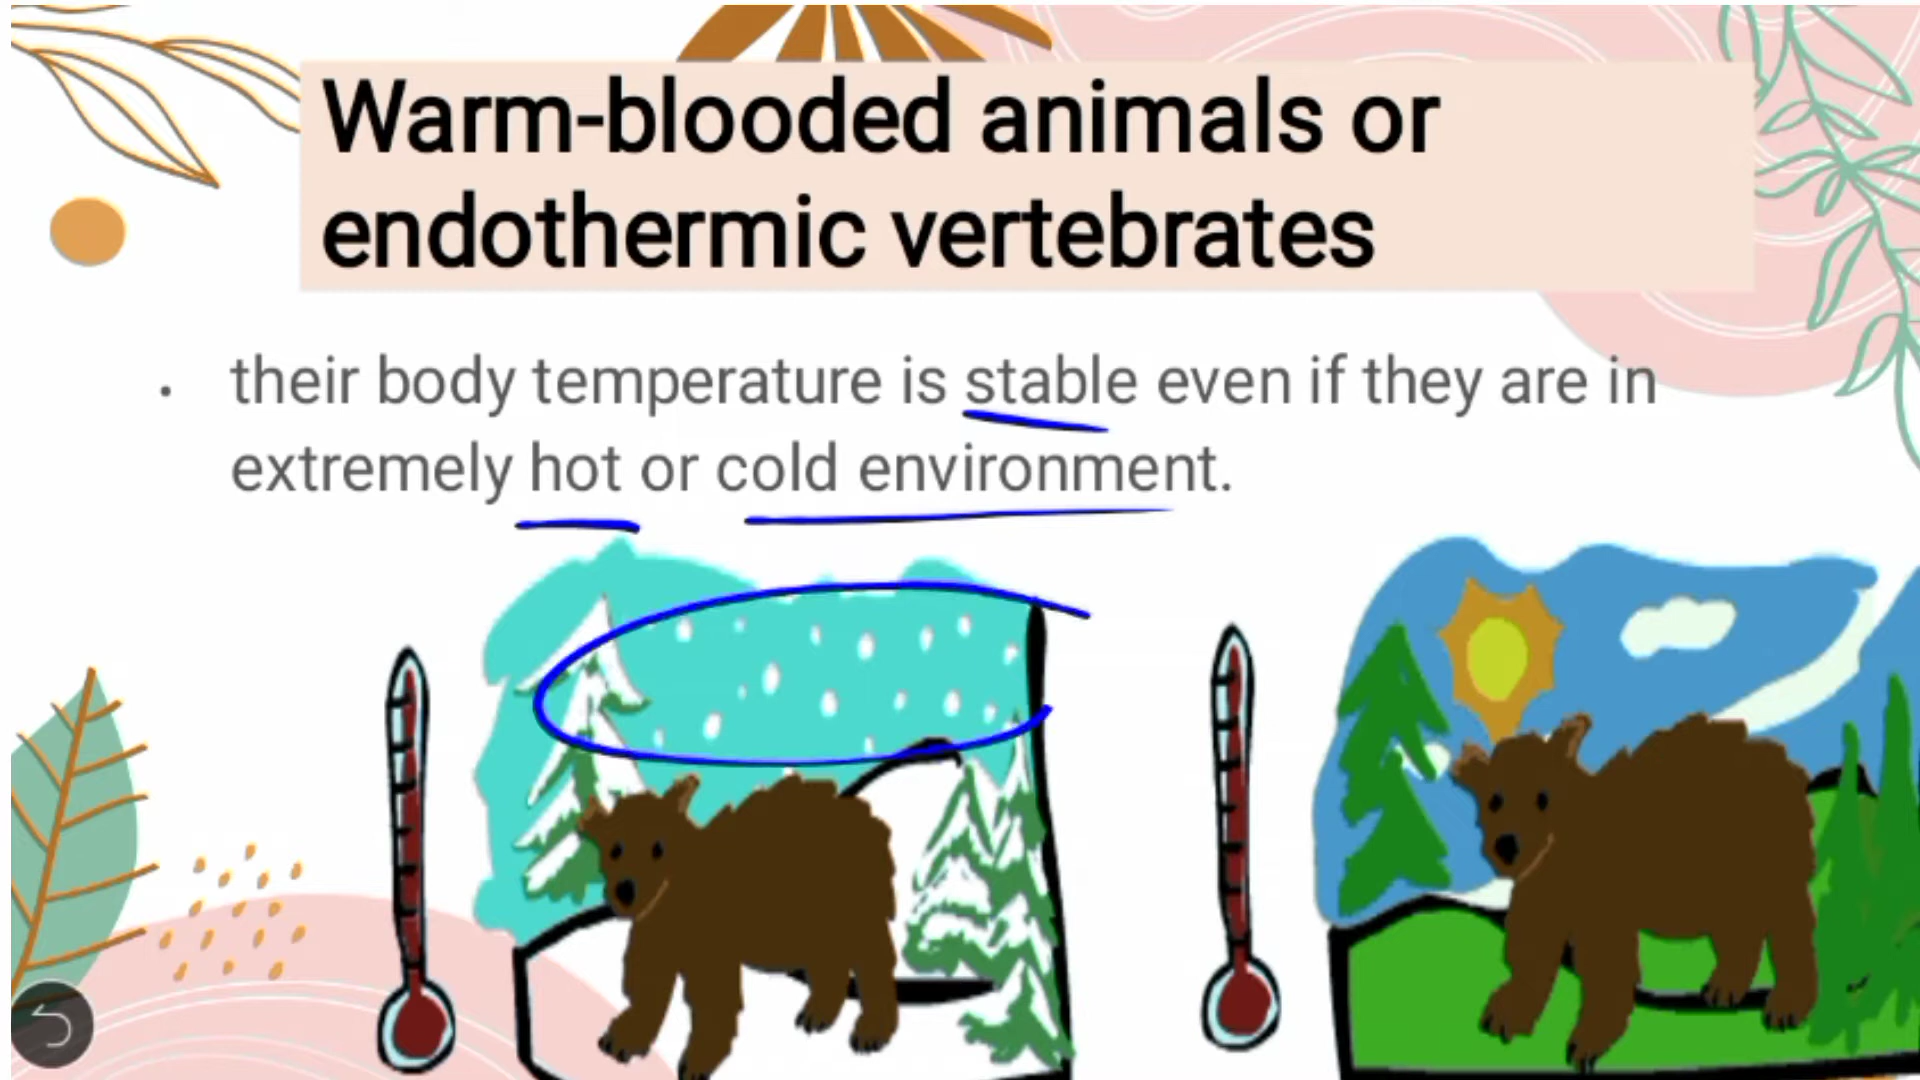 Warm-blooded animals or
endothermic vertebrates
• their body temperature is stable even if they are in
extremely hot or cold environment.